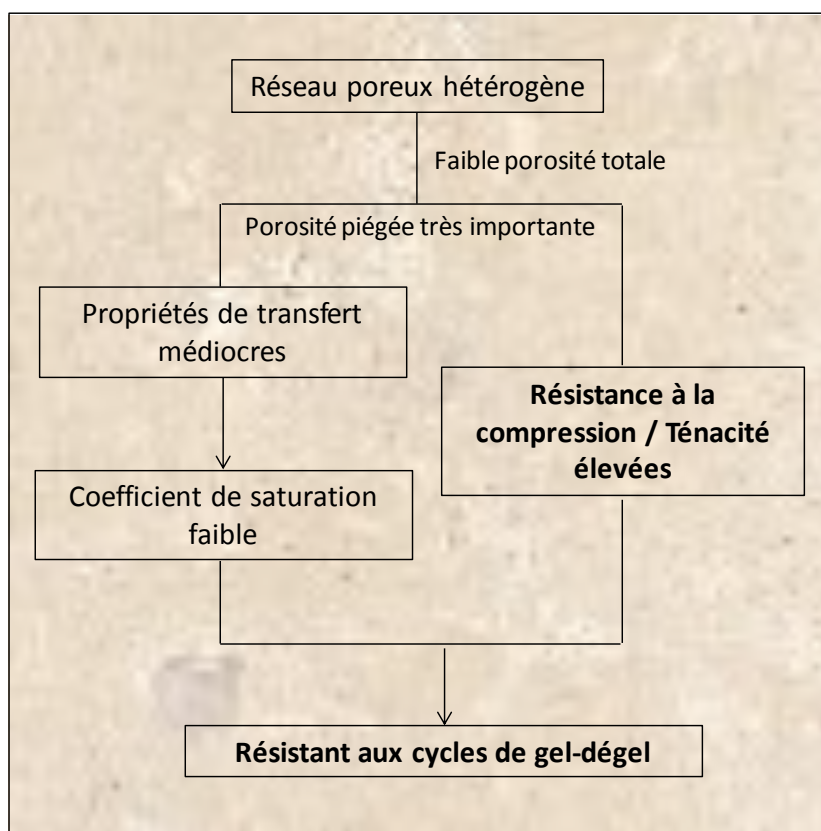 Réseau poreux hétérogène
Faible porosité totale
Porosité piégée très importante
Propriétés de transfert
médiocres
Résistance à la
compression / Ténacité
élevées
Coefficient de saturation
faible
Résistant aux cycles de gel-dégel